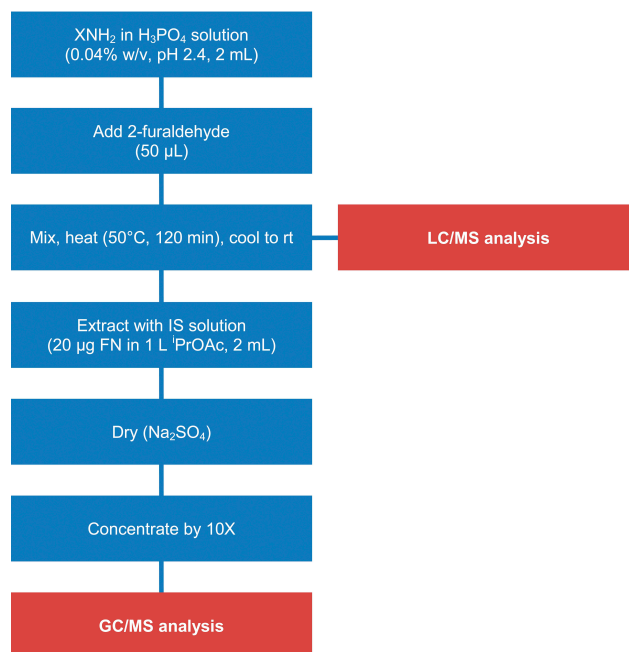 XNH₂ in H₃PO₄ solution
(0.04% w/v, pH 2.4, 2 mL)
Add 2-furaldehyde
(50 µL)
Mix, heat (50°C, 120 min), cool to rt
LC/MS analysis
Extract with IS solution
(20 µg FN in 1 L ⁱPrOAc, 2 mL)
Dry (Na₂SO₄)
Concentrate by 10X
GC/MS analysis